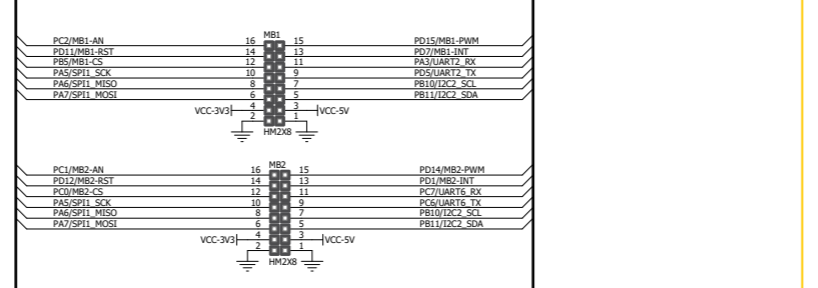 MB1
PC2/MB1-AN 16 15 PD15/MB1-PWM
PD11/MB1-RST 14 13 PD7/MB1-INT
PB5/MB1-CS 12 11 PA3/UART2_RX
PA5/SPI1_SCK 10 9 PD5/UART2_TX
PA6/SPI1_MISO 8 7 PB10/I2C2_SCL
PA7/SPI1_MOSI 6 5 PB11/I2C2_SDA
VCC-3V3 4 3 VCC-5V
2 1
HM2X8
MB2
PC1/MB2-AN 16 15 PD14/MB2-PWM
PD12/MB2-RST 14 13 PD1/MB2-INT
PC0/MB2-CS 12 11 PC7/UART6_RX
PA5/SPI1_SCK 10 9 PC6/UART6_TX
PA6/SPI1_MISO 8 7 PB10/I2C2_SCL
PA7/SPI1_MOSI 6 5 PB11/I2C2_SDA
VCC-3V3 4 3 VCC-5V
2 1
HM2X8